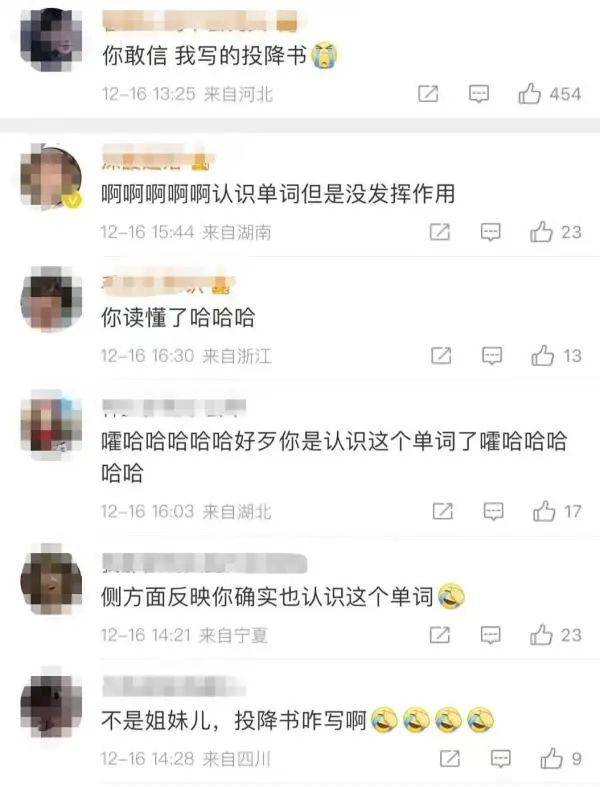 你敢信 我写的投降书😭
12-16 13:25 来自河北
454
啊啊啊啊啊认识单词但是没发挥作用
12-16 15:44 来自湖南
23
你读懂了哈哈哈
12-16 16:30 来自浙江
13
嚯哈哈哈哈哈好歹你是认识这个单词了嚯哈哈哈
哈哈
12-16 16:03 来自湖北
17
侧方面反映你确实也认识这个单词🤣
12-16 14:21 来自宁夏
23
不是姐妹儿，投降书咋写啊🤣🤣🤣🤣
12-16 14:28 来自四川
9